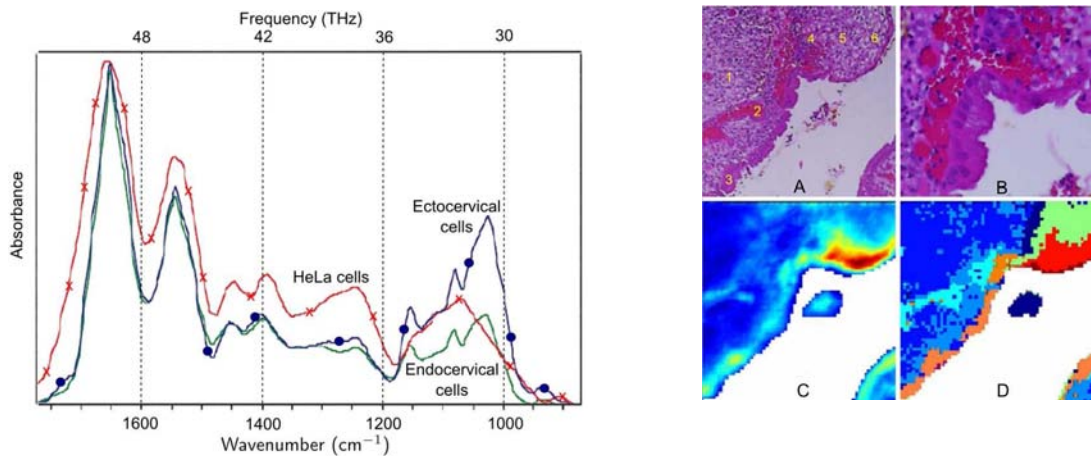 Frequency (THz)
48 42 36 30
Absorbance
Ectocervical
cells
HeLa cells
Endocervical
cells
1600 1400 1200 1000
Wavenumber (cm⁻¹)
4 5 6
1
2
3
A
B
C
D